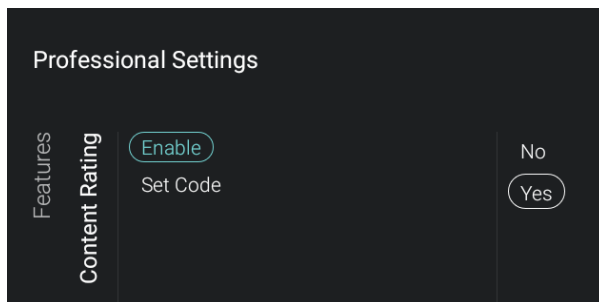 Professional Settings
Features
Content Rating
Enable
Set Code
No
Yes